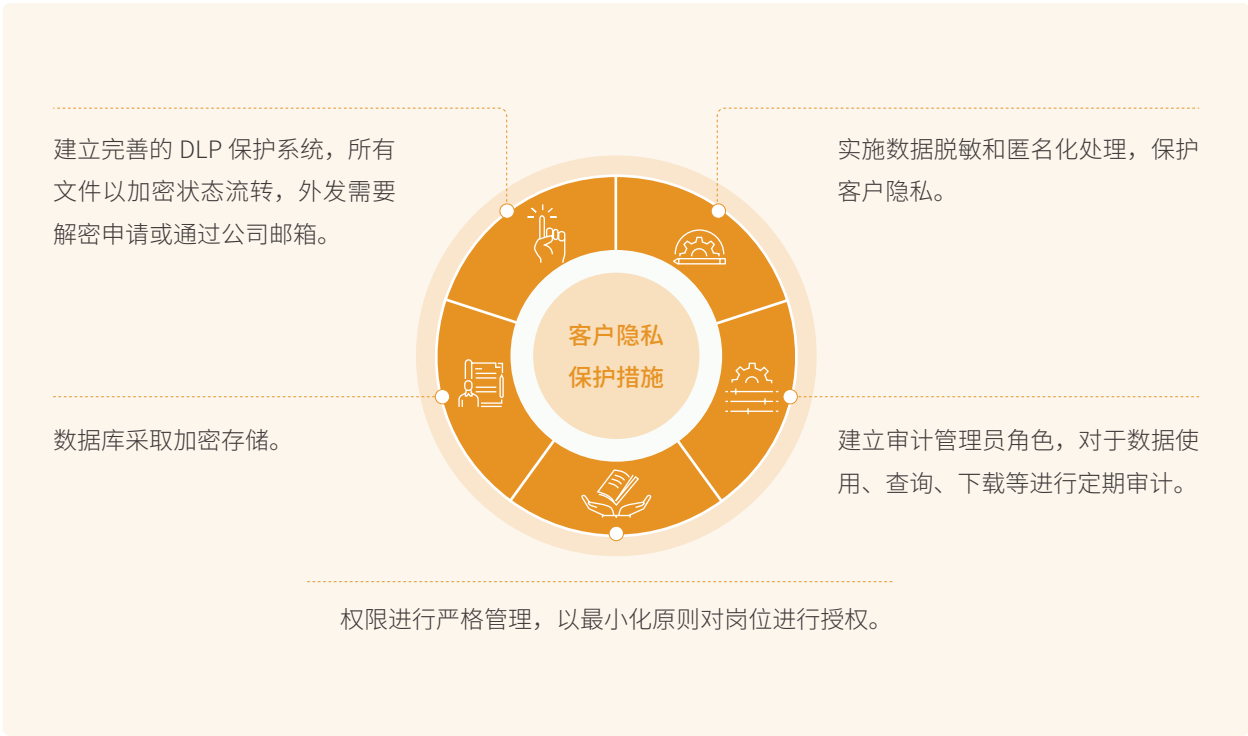 建立完善的 DLP 保护系统，所有
文件以加密状态流转，外发需要
解密申请或通过公司邮箱。
实施数据脱敏和匿名化处理，保护
客户隐私。
客户隐私
保护措施
数据库采取加密存储。
建立审计管理员角色，对于数据使
用、查询、下载等进行定期审计。
权限进行严格管理，以最小化原则对岗位进行授权。